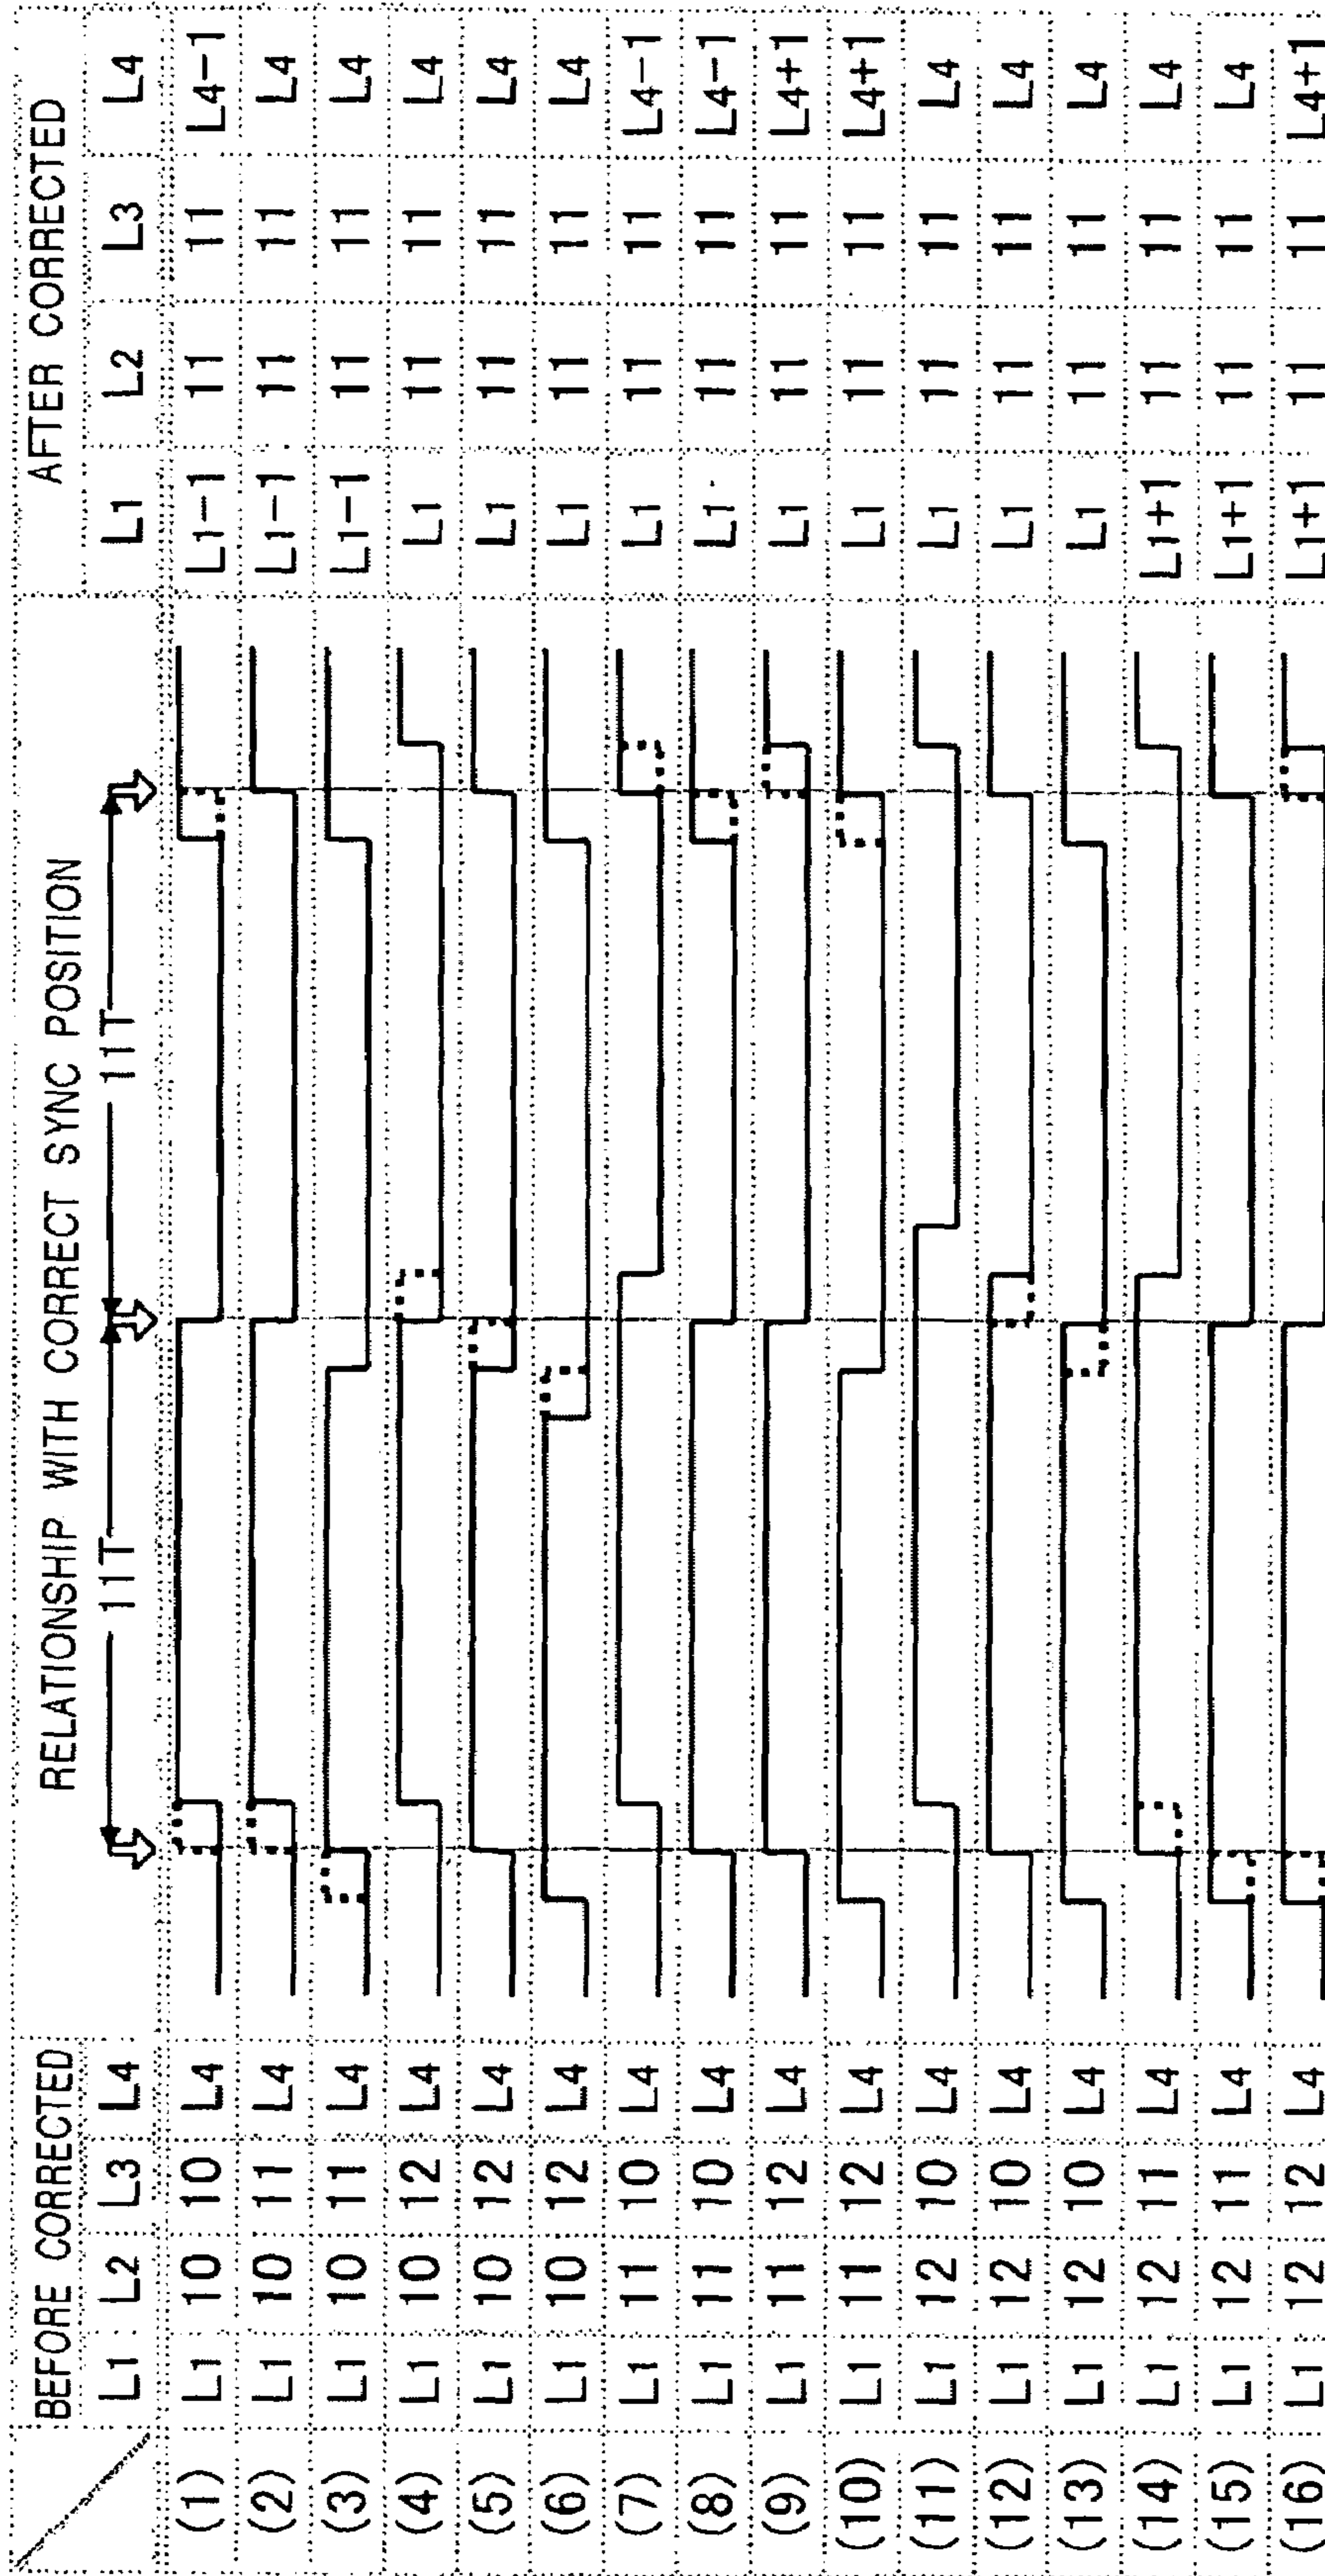 BEFORE CORRECTED RELATIONSHIP WITH CORRECT SYNC POSITION AFTER CORRECTED
L1 L2 L3 L4 11T 11T L1 L2 L3 L4
(1) L1 10 10 L4 L1-1 11 11 L4-1
(2) L1 10 11 L4 L1-1 11 11 L4
(3) L1 10 11 L4 L1-1 11 11 L4
(4) L1 10 12 L4 L1 11 11 L4
(5) L1 10 12 L4 L1 11 11 L4
(6) L1 10 12 L4 L1 11 11 L4
(7) L1 11 10 L4 L1 11 11 L4-1
(8) L1 11 10 L4 L1 11 11 L4-1
(9) L1 11 12 L4 L1 11 11 L4+1
(10) L1 11 12 L4 L1 11 11 L4+1
(11) L1 12 10 L4 L1 11 11 L4
(12) L1 12 10 L4 L1 11 11 L4
(13) L1 12 10 L4 L1 11 11 L4
(14) L1 12 11 L4 L1+1 11 11 L4
(15) L1 12 11 L4 L1+1 11 11 L4
(16) L1 12 12 L4 L1+1 11 11 L4+1